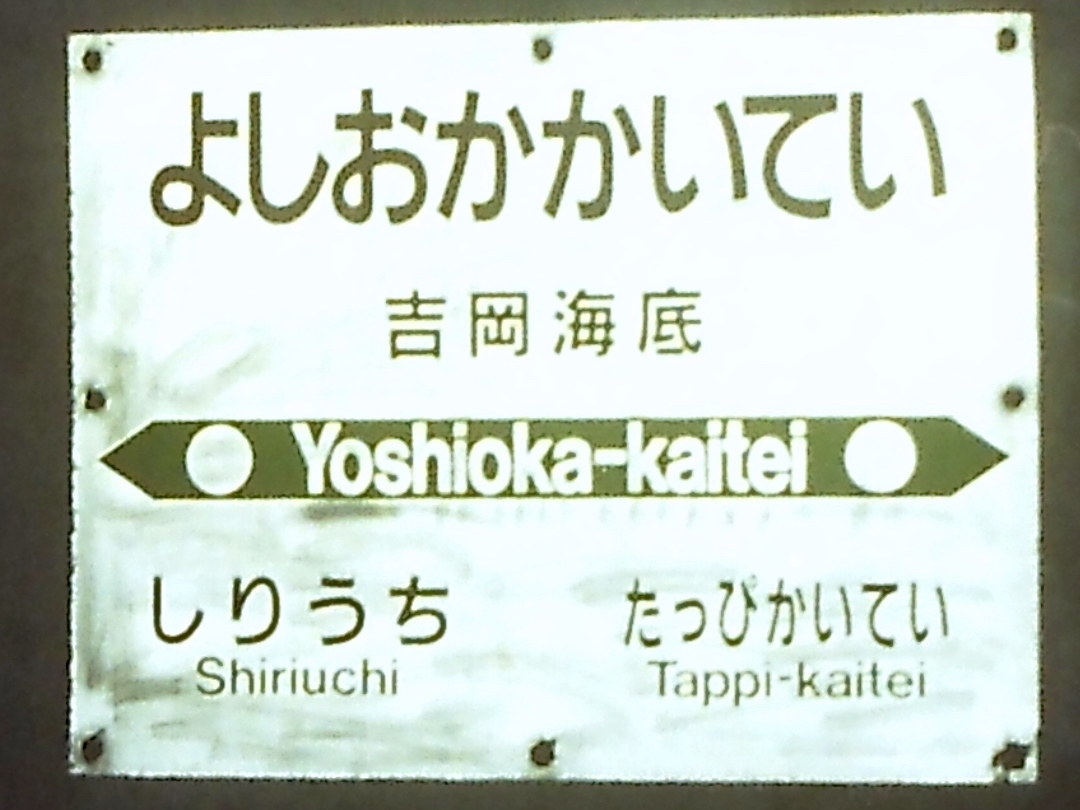 よしおかかいてい
吉岡海底
Yoshioka-kaitei
しりうち たっぴかいてい
Shiriuchi Tappi-kaitei